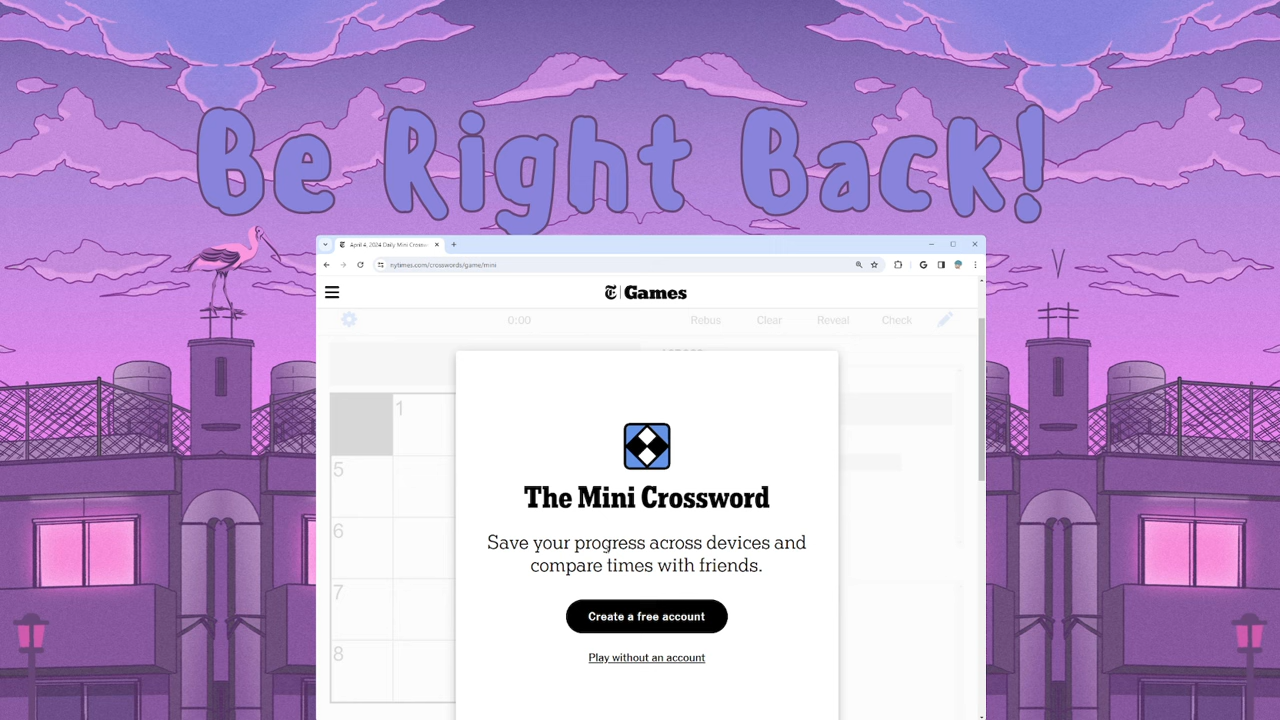 Be Right Back!
April 4, 2024 Daily Mini Crossw
nytimes.com/crosswords/game/mini
Games
0:00 Rebus Clear Reveal Check
1
5
6
7
8
The Mini Crossword
Save your progress across devices and
compare times with friends.
Create a free account
Play without an account